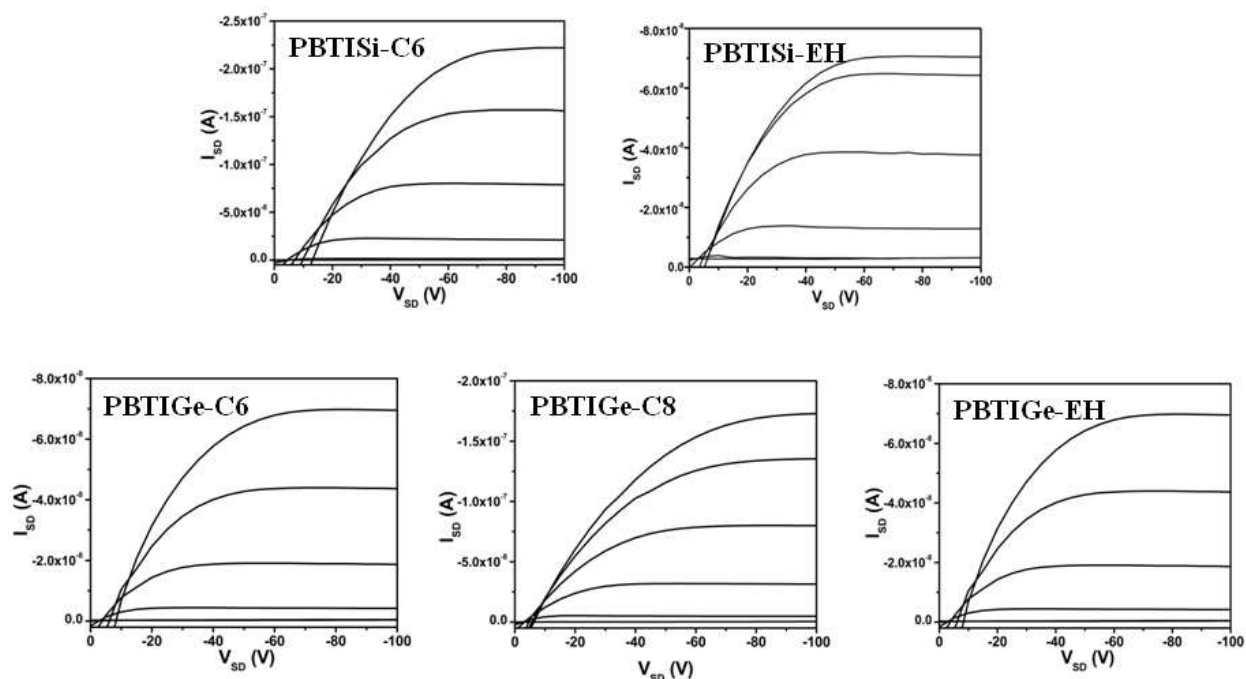 PBTISi-C6
-2.5x10⁻⁷
-2.0x10⁻⁷
-1.5x10⁻⁷
-1.0x10⁻⁷
-5.0x10⁻⁸
0.0
I_SD (A)
0 -20 -40 -60 -80 -100
V_SD (V)
PBTISi-EH
-8.0x10⁻⁸
-6.0x10⁻⁸
-4.0x10⁻⁸
-2.0x10⁻⁸
0.0
I_SD (A)
0 -20 -40 -60 -80 -100
V_SD (V)
PBTIGe-C6
-8.0x10⁻⁸
-6.0x10⁻⁸
-4.0x10⁻⁸
-2.0x10⁻⁸
0.0
I_SD (A)
0 -20 -40 -60 -80 -100
V_SD (V)
PBTIGe-C8
-2.0x10⁻⁷
-1.5x10⁻⁷
-1.0x10⁻⁷
-5.0x10⁻⁸
0.0
I_SD (A)
0 -20 -40 -60 -80 -100
V_SD (V)
PBTIGe-EH
-8.0x10⁻⁸
-6.0x10⁻⁸
-4.0x10⁻⁸
-2.0x10⁻⁸
0.0
I_SD (A)
0 -20 -40 -60 -80 -100
V_SD (V)